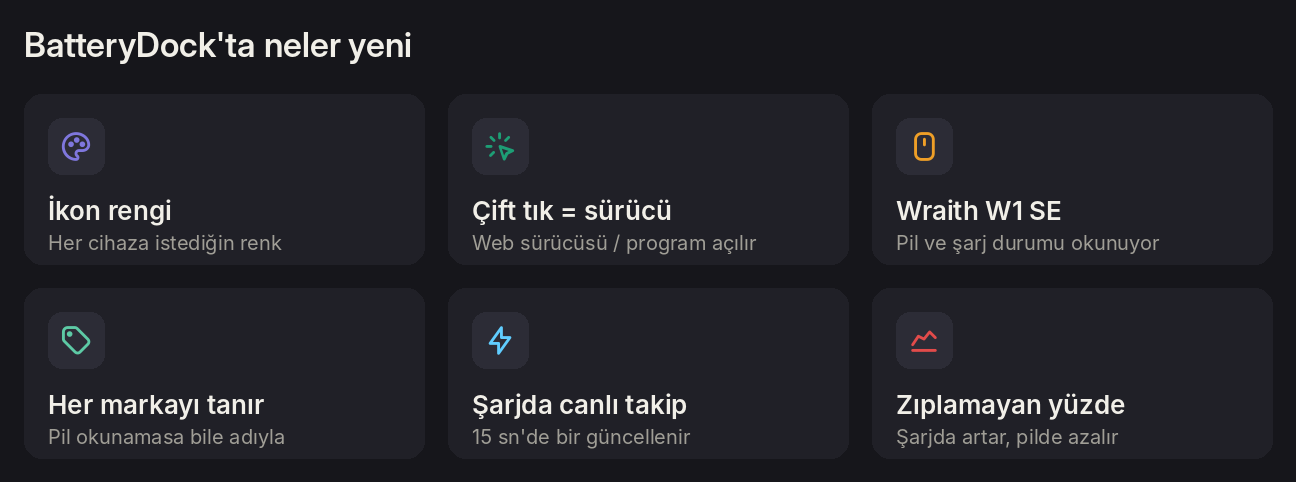 BatteryDock'ta neler yeni
İkon rengi
Her cihaza istediğin renk
Çift tık = sürücü
Web sürücüsü / program açılır
Wraith W1 SE
Pil ve şarj durumu okunuyor
Her markayı tanır
Pil okunamasa bile adıyla
Şarjda canlı takip
15 sn'de bir güncellenir
Zıplamayan yüzde
Şarjda artar, pilde azalır